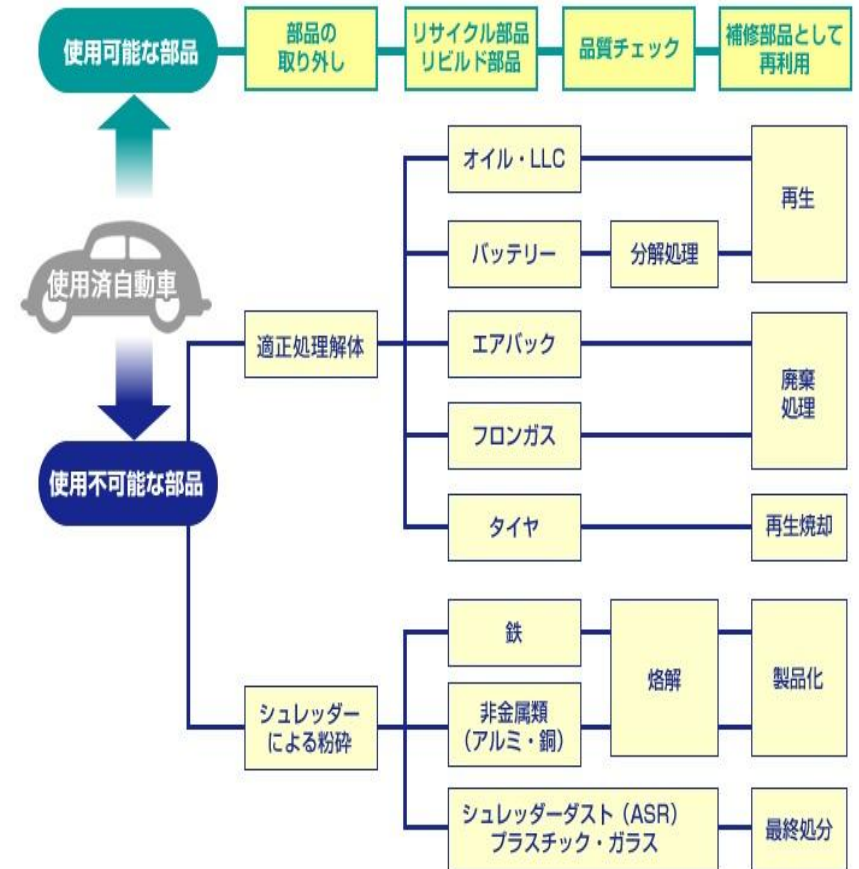 使用可能な部品
部品の
取り外し
リサイクル部品
リビルド部品
品質チェック
補修部品として
再利用
使用済自動車
使用不可能な部品
適正処理解体
オイル・LLC
再生
バッテリー
分解処理
エアバック
廃棄
処理
フロンガス
タイヤ
再生焼却
シュレッダー
による粉砕
鉄
烙解
製品化
非金属類
（アルミ・銅）
シュレッダーダスト（ASR）
プラスチック・ガラス
最終処分